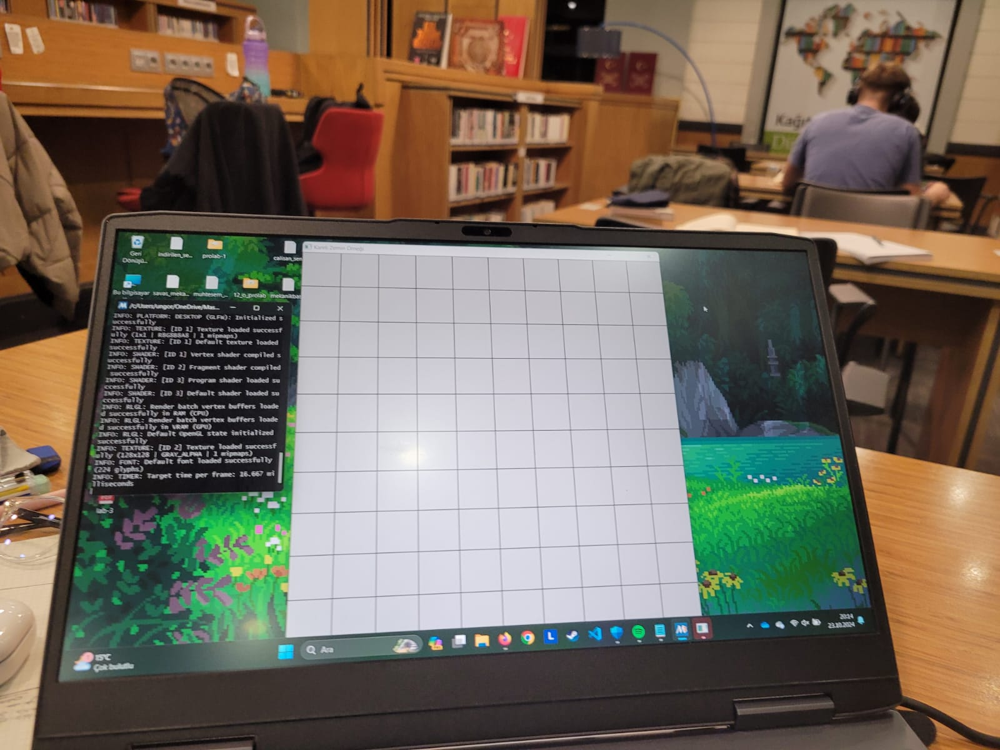 Kağıt
Geri
Dönüşü...
indirilen_se...
prolab-1
calisan_sen
Bu bilgisayar
savas_meka...
muhtesem_...
12_o_prolab
mekanikbas
Kareli Zemin Örneği
/c/Users/ungor/OneDrive/Mas...
INFO: PLATFORM: DESKTOP (GLFW): Initialized s
uccessfully
INFO: TEXTURE: [ID 1] Texture loaded successf
ully (1x1 | R8G8B8A8 | 1 mipmaps)
INFO: TEXTURE: [ID 1] Default texture loaded
successfully
INFO: SHADER: [ID 1] Vertex shader compiled s
uccessfully
INFO: SHADER: [ID 2] Fragment shader compiled
successfully
INFO: SHADER: [ID 3] Program shader loaded su
ccessfully
INFO: SHADER: [ID 3] Default shader loaded su
ccessfully
INFO: RLGL: Render batch vertex buffers loade
d successfully in RAM (CPU)
INFO: RLGL: Render batch vertex buffers loade
d successfully in VRAM (GPU)
INFO: RLGL: Default OpenGL state initialized
successfully
INFO: TEXTURE: [ID 2] Texture loaded successf
ully (128x128 | GRAY_ALPHA | 1 mipmaps)
INFO: FONT: Default font loaded successfully
(224 glyphs)
INFO: TIMER: Target time per frame: 16.667 mi
lliseconds
lab-3
15°C
Çok bulutlu
Ara
20:14
23.10.2024